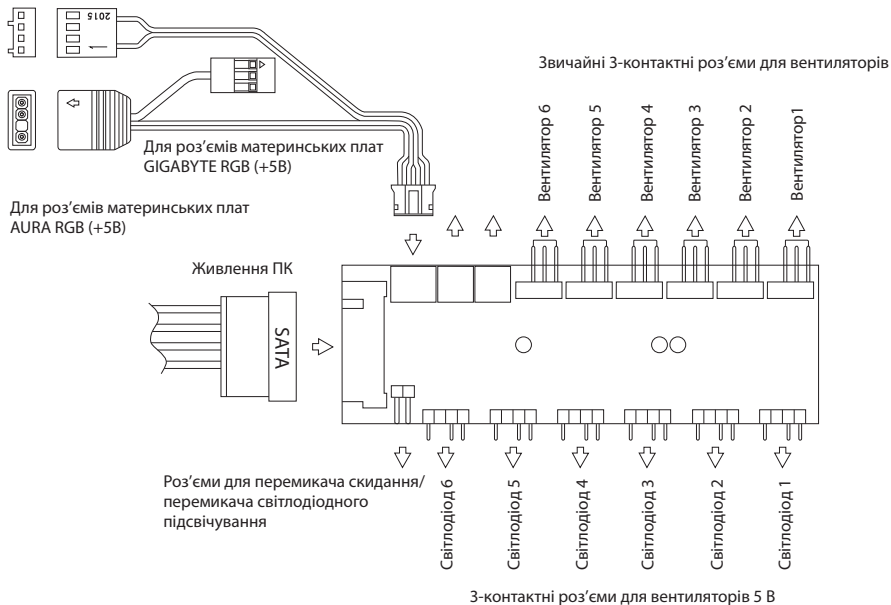 2015
Звичайні 3-контактні роз'єми для вентиляторів
Вентилятор 6
Вентилятор 5
Вентилятор 4
Вентилятор 3
Вентилятор 2
Вентилятор1
Для роз'ємів материнських плат
GIGABYTE RGB (+5В)
Для роз'ємів материнських плат
AURA RGB (+5В)
Живлення ПК
SATA
Роз'єми для перемикача скидання/
перемикача світлодіодного
підсвічування
Світлодіод 6
Світлодіод 5
Світлодіод 4
Світлодіод 3
Світлодіод 2
Світлодіод 1
3-контактні роз'єми для вентиляторів 5 В